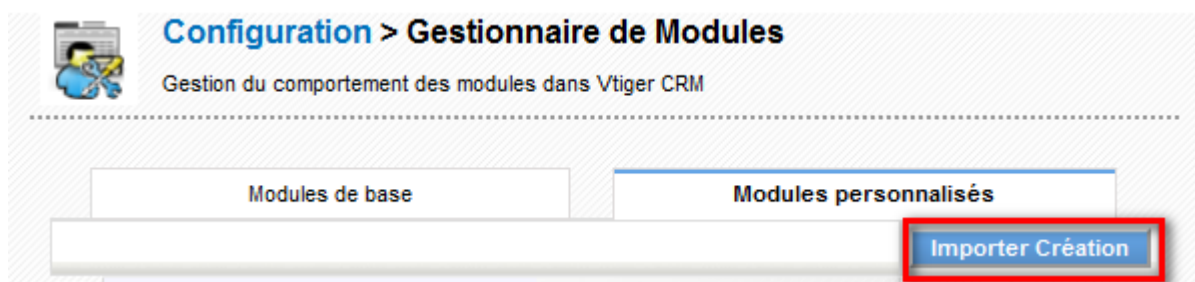 Configuration > Gestionnaire de Modules
Gestion du comportement des modules dans Vtiger CRM
Modules de base
Modules personnalisés
Importer Création